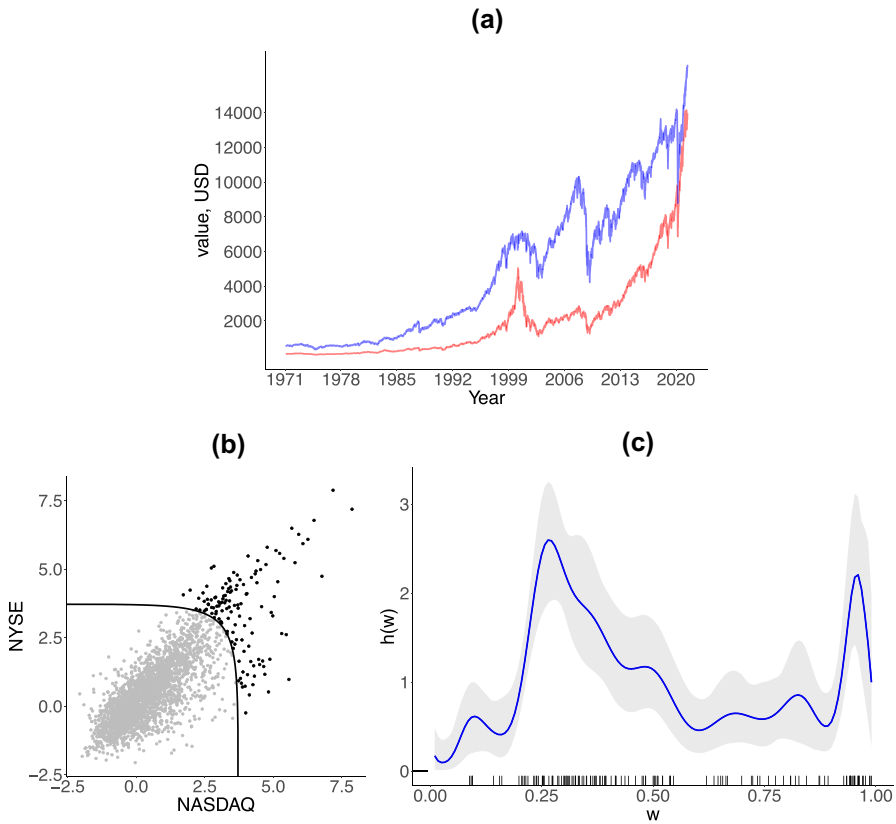 (a)
value, USD
14000
12000
10000
8000
6000
4000
2000
1971 1978 1985 1992 1999 2006 2013 2020
Year
(b)
NYSE
7.5
5.0
2.5
0.0
−2.5
−2.5 0.0 2.5 5.0 7.5
NASDAQ
(c)
h(w)
3
2
1
0
0.00 0.25 0.50 0.75 1.00
w